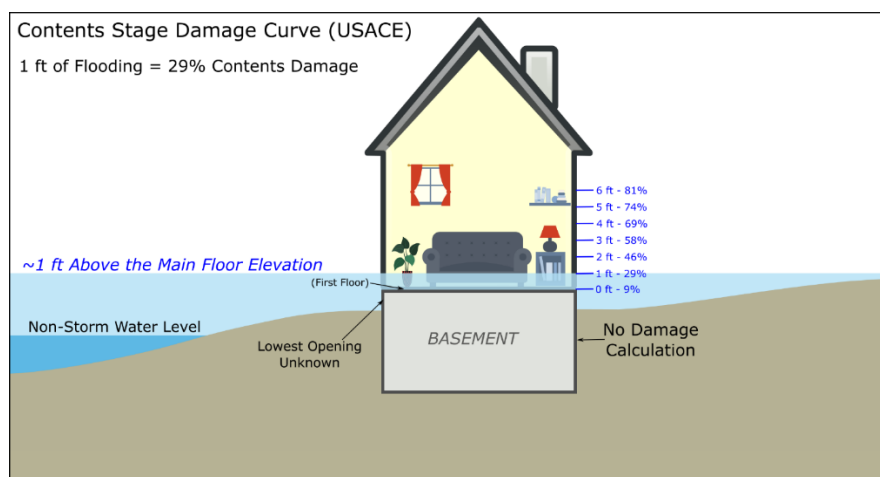 Contents Stage Damage Curve (USACE)
1 ft of Flooding = 29% Contents Damage
6 ft - 81%
5 ft - 74%
4 ft - 69%
3 ft - 58%
2 ft - 46%
1 ft - 29%
0 ft - 9%
~1 ft Above the Main Floor Elevation
(First Floor)
Non-Storm Water Level
Lowest Opening
Unknown
BASEMENT
No Damage
Calculation